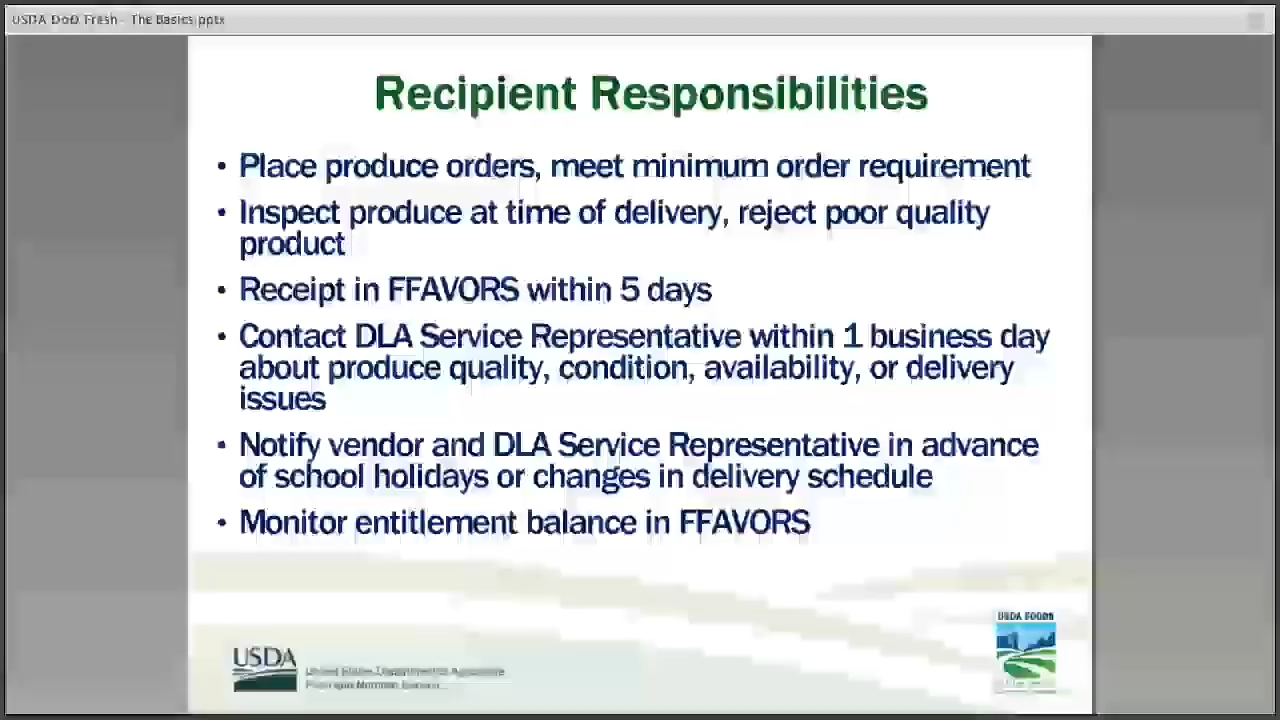 USDA DoD Fresh - The Basics.pptx
Recipient Responsibilities
• Place produce orders, meet minimum order requirement
• Inspect produce at time of delivery, reject poor quality
product
• Receipt in FFAVORS within 5 days
• Contact DLA Service Representative within 1 business day
about produce quality, condition, availability, or delivery
issues
• Notify vendor and DLA Service Representative in advance
of school holidays or changes in delivery schedule
• Monitor entitlement balance in FFAVORS
USDA FOODS
USDA
United States Department of Agriculture
Food and Nutrition Service